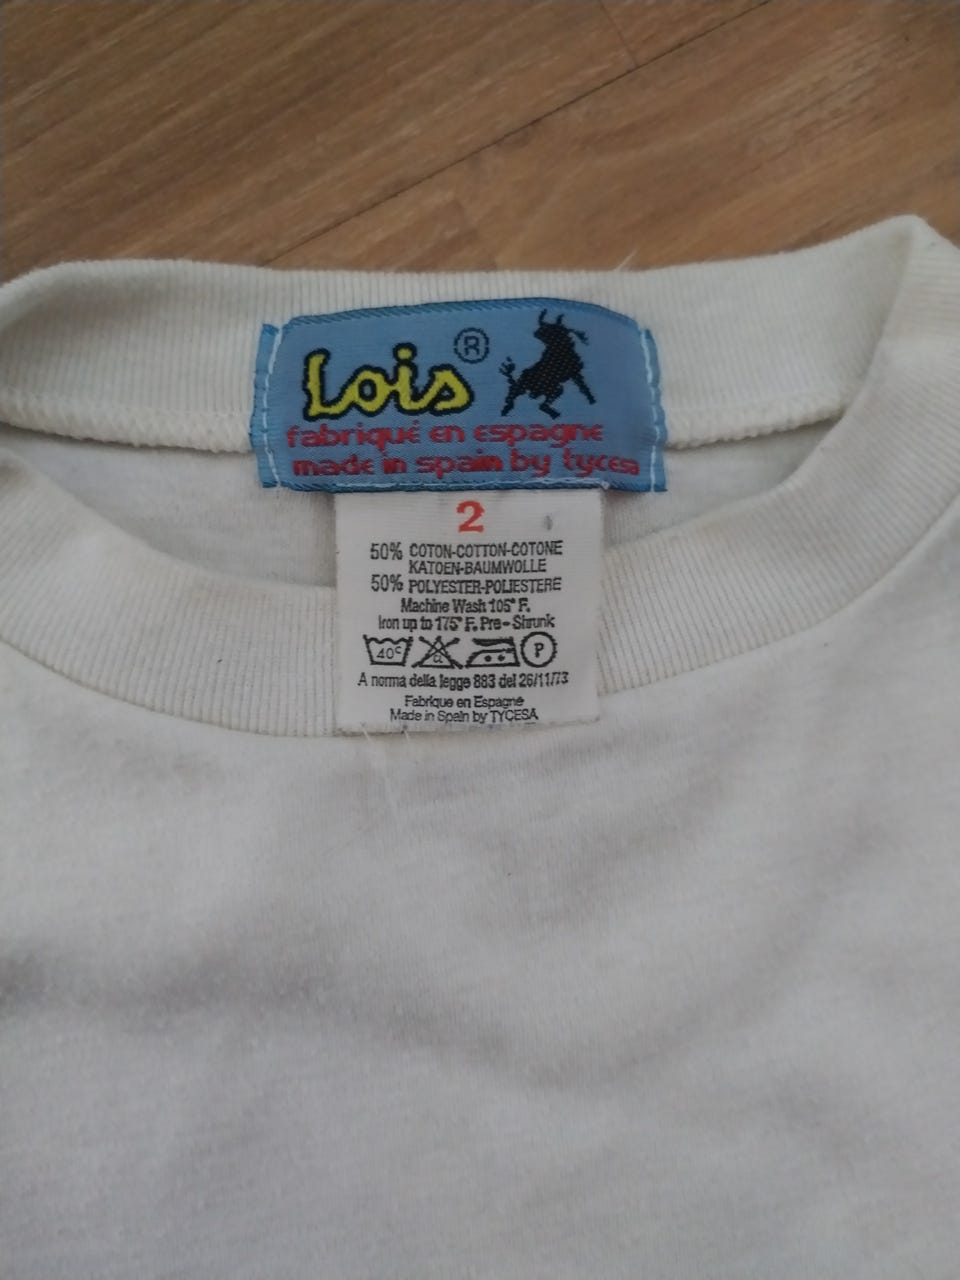 Lois ®
fabriqué en espagne
made in spain by tycesa
2
50% COTON-COTTON-COTONE
KATOEN-BAUMWOLLE
50% POLYESTER-POLIESTERE
Machine Wash 105° F.
Iron up to 175° F. Pre-Shrunk
40° a P
A norma della legge 883 del 26/11/73
Fabrique en Espagne
Made in Spain by TYCESA